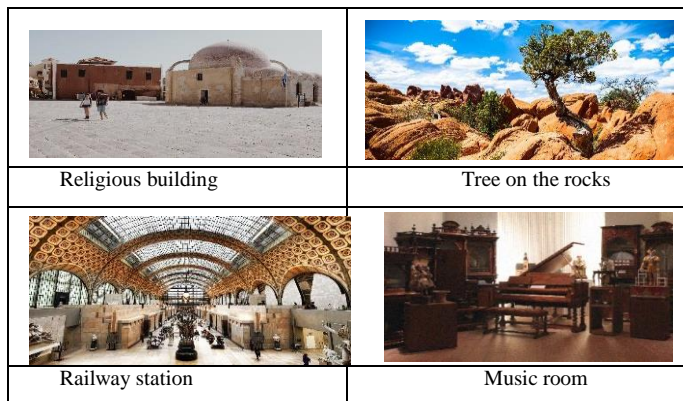 Religious building
Tree on the rocks
Railway station
Music room